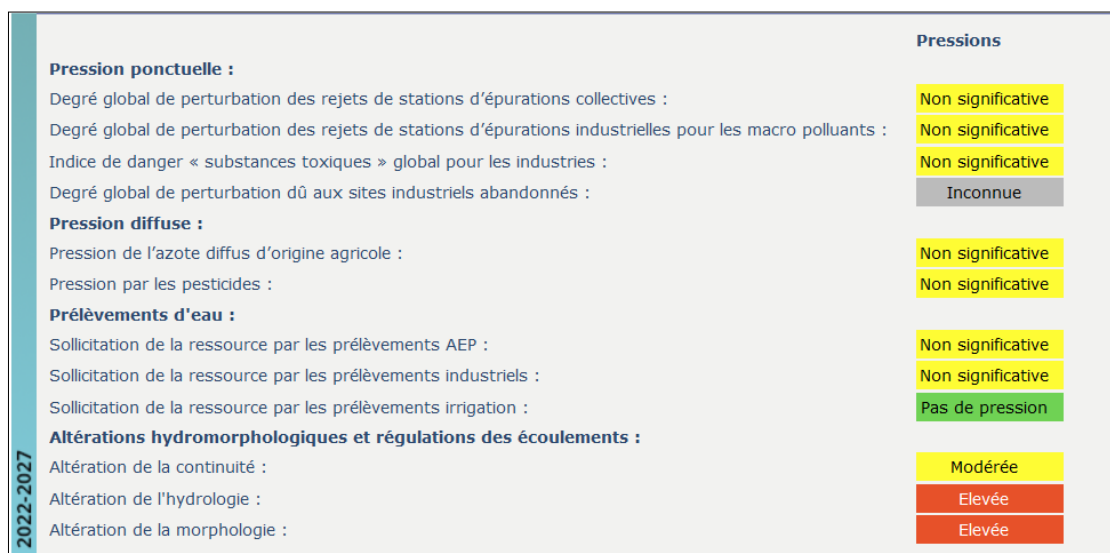 Pressions
Pression ponctuelle :
Degré global de perturbation des rejets de stations d’épurations collectives : Non significative
Degré global de perturbation des rejets de stations d’épurations industrielles pour les macro polluants : Non significative
Indice de danger « substances toxiques » global pour les industries : Non significative
Degré global de perturbation dû aux sites industriels abandonnés : Inconnue
Pression diffuse :
Pression de l’azote diffus d’origine agricole : Non significative
Pression par les pesticides : Non significative
Prélèvements d'eau :
Sollicitation de la ressource par les prélèvements AEP : Non significative
Sollicitation de la ressource par les prélèvements industriels : Non significative
Sollicitation de la ressource par les prélèvements irrigation : Pas de pression
Altérations hydromorphologiques et régulations des écoulements :
Altération de la continuité : Modérée
Altération de l'hydrologie : Elevée
Altération de la morphologie : Elevée
2022-2027